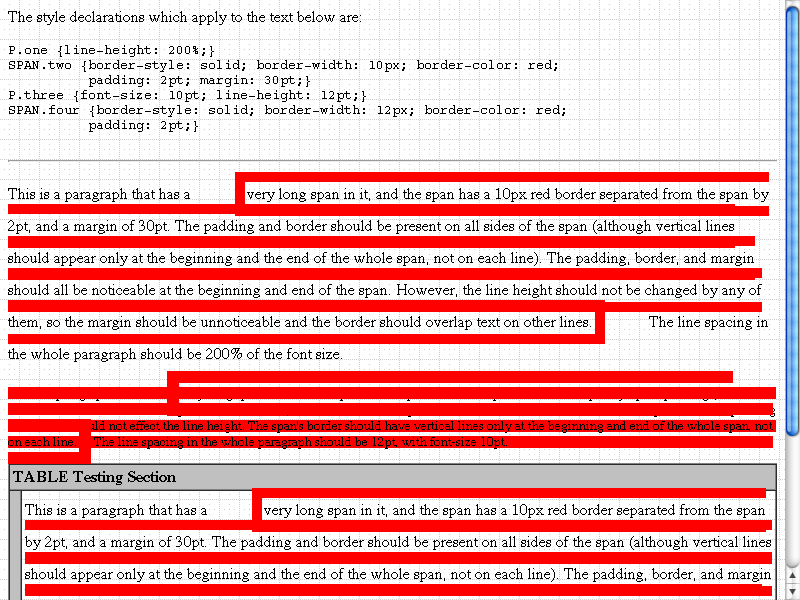 The style declarations which apply to the text below are:
P.one {line-height: 200%;}
SPAN.two {border-style: solid; border-width: 10px; border-color: red;
padding: 2pt; margin: 30pt;}
P.three {font-size: 10pt; line-height: 12pt;}
SPAN.four {border-style: solid; border-width: 12px; border-color: red;
padding: 2pt;}
This is a paragraph that has a very long span in it, and the span has a 10px red border separated from the span by
2pt, and a margin of 30pt. The padding and border should be present on all sides of the span (although vertical lines
should appear only at the beginning and the end of the whole span, not on each line). The padding, border, and margin
should all be noticeable at the beginning and end of the span. However, the line height should not be changed by any of
them, so the margin should be unnoticeable and the border should overlap text on other lines. The line spacing in
the whole paragraph should be 200% of the font size.
not effect the line height. The span's border should have vertical lines only at the beginning and end of the whole span, not
on each line. The line spacing in the whole paragraph should be 12pt, with font-size 10pt.
TABLE Testing Section
This is a paragraph that has a very long span in it, and the span has a 10px red border separated from the span
by 2pt, and a margin of 30pt. The padding and border should be present on all sides of the span (although vertical lines
should appear only at the beginning and the end of the whole span, not on each line). The padding, border, and margin